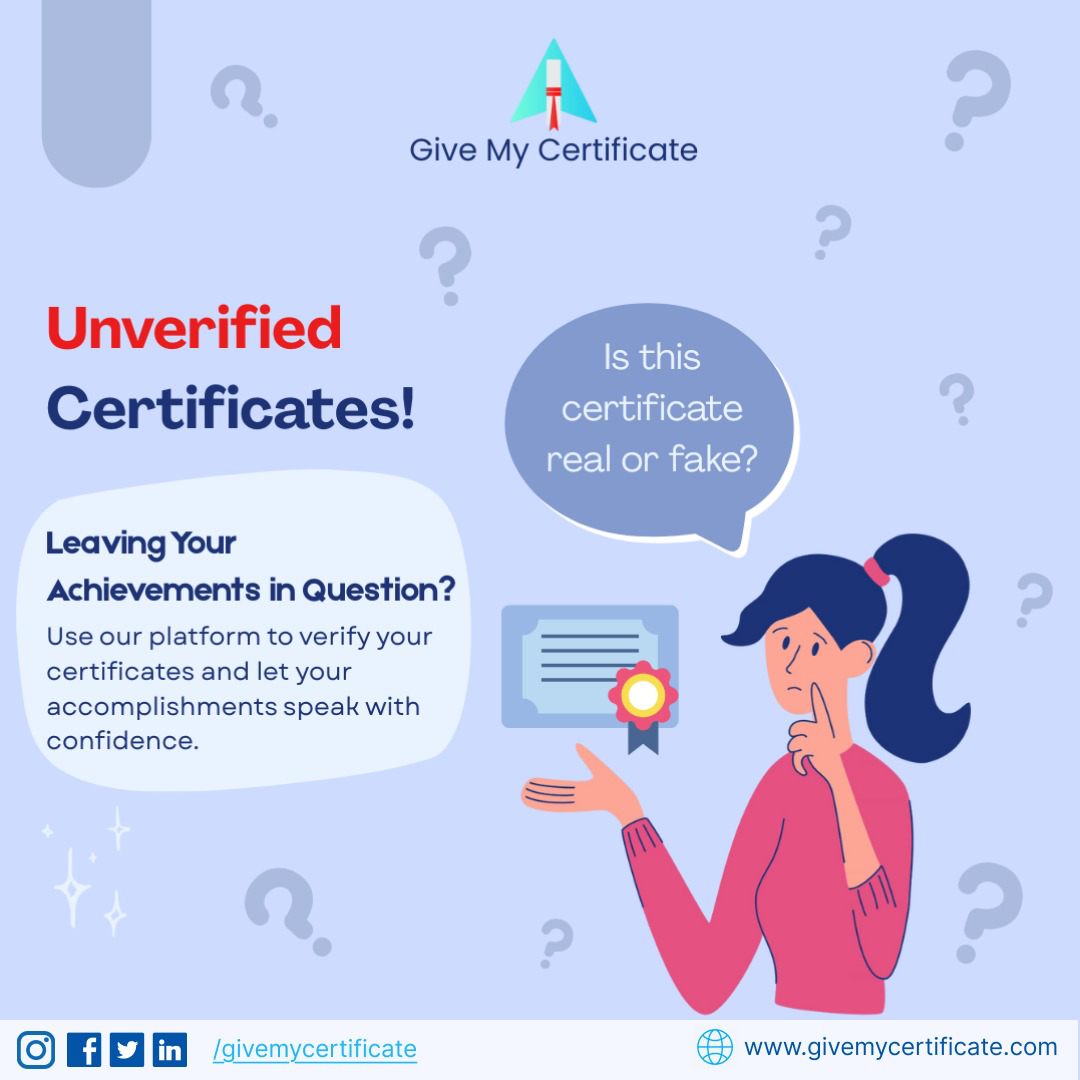 Give My Certificate
Unverified
Certificates!
Is this
certificate
real or fake?
Leaving Your
Achievements in Question?
Use our platform to verify your
certificates and let your
accomplishments speak with
confidence.
/givemycertificate
www.givemycertificate.com